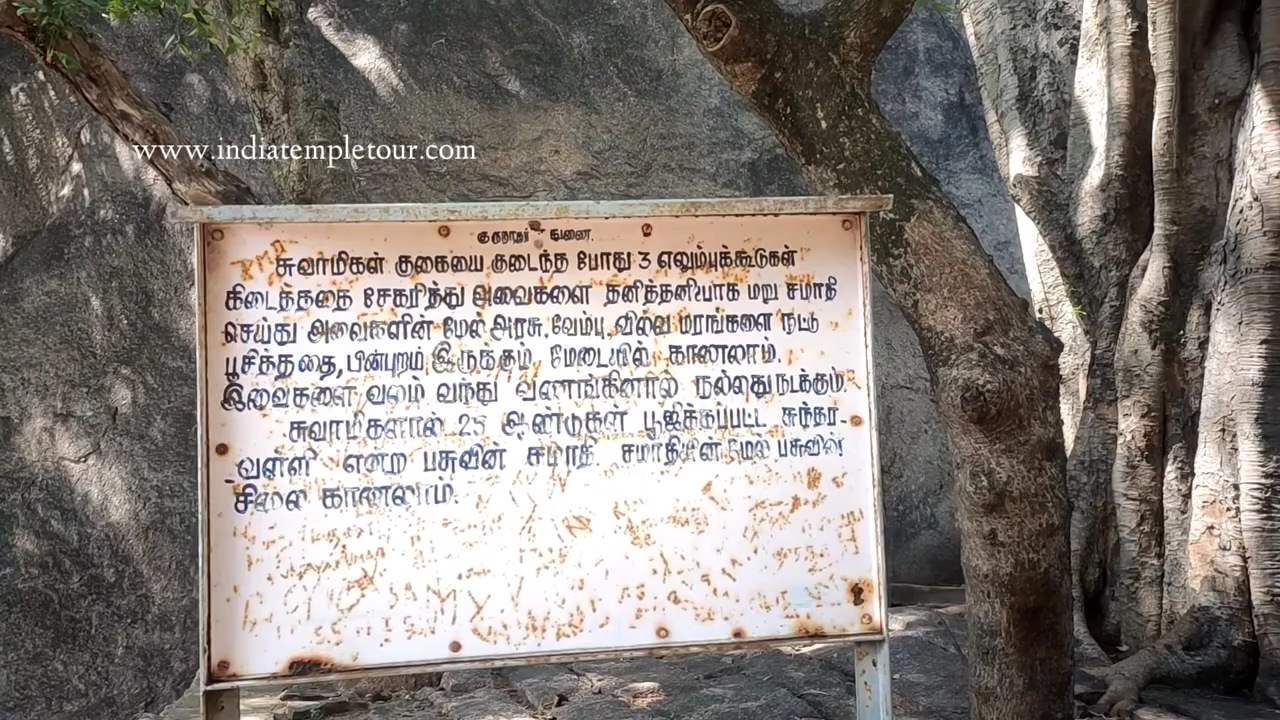 www.indiatempletour.com
குருநாதர் துணை.
சுவாமிகள் குகையை குடைந்த போது 3 எலும்புக்கூடுகள்
கிடைத்ததை சேகரித்து அவைகளை தனித்தனியாக மறு சமாதி
செய்து அவைகளின் மேல் அரசு, வேம்பு, வில்வ மரங்களை நட்டு
பூசித்ததை, பின்புறம் இருக்கும் மேடையில் காணலாம்.
இவைகளை வலம் வந்து வணங்கினால் நல்லது நடக்கும்.
சுவாமிகளால் 25 ஆண்டுகள் பூஜிக்கப்பட்ட சுந்தர-
வள்ளி என்ற பசுவின் சமாதி. சமாதியின் மேல் பசுவின்
சிலை காணலாம்.